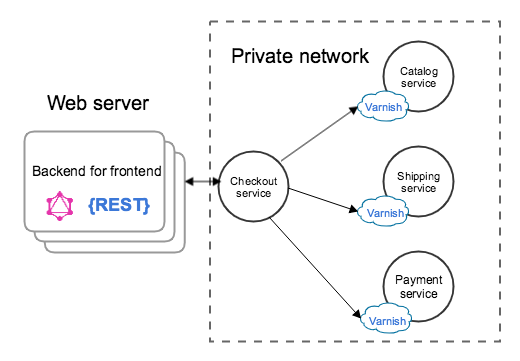 Private network
Catalog
service
Varnish
Web server
Backend for frontend
{REST}
Checkout
service
Shipping
service
Varnish
Payment
service
Varnish